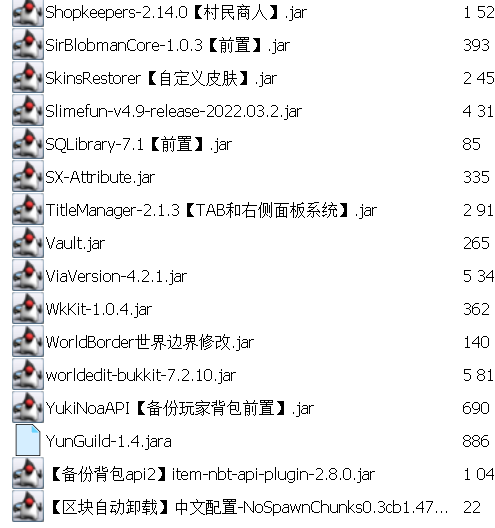 Shopkeepers-2.14.0【村民商人】.jar 1 52
SirBlobmanCore-1.0.3【前置】.jar 393
SkinsRestorer【自定义皮肤】.jar 2 45
Slimefun-v4.9-release-2022.03.2.jar 4 31
SQLibrary-7.1【前置】.jar 85
SX-Attribute.jar 335
TitleManager-2.1.3【TAB和右侧面板系统】.jar 2 91
Vault.jar 265
ViaVersion-4.2.1.jar 5 34
WkKit-1.0.4.jar 362
WorldBorder世界边界修改.jar 140
worldedit-bukkit-7.2.10.jar 5 81
YukiNoaAPI【备份玩家背包前置】.jar 690
YunGuild-1.4.jara 886
【备份背包api2】item-nbt-api-plugin-2.8.0.jar 1 04
【区块自动卸载】中文配置-NoSpawnChunks0.3cb1.47... 22